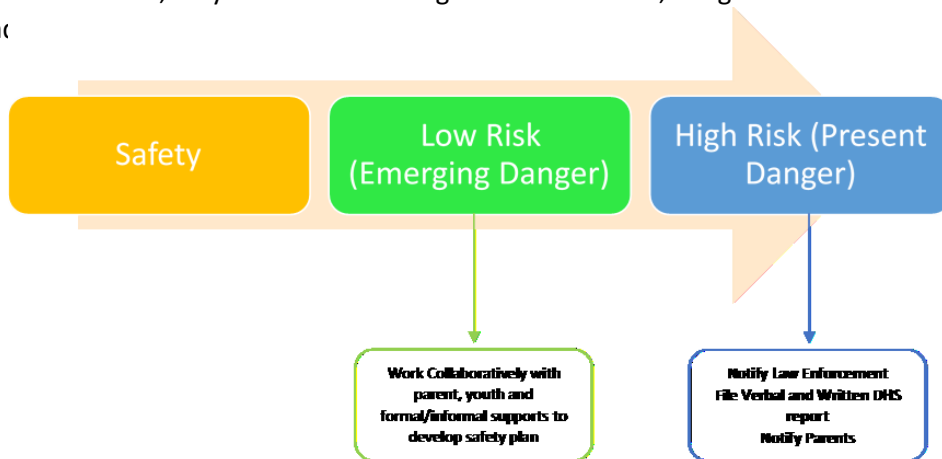 Safety
Low Risk
(Emerging Danger)
High Risk (Present
Danger)
Work Collaboratively with
parent, youth and
formal/informal supports to
develop safety plan
Notify Law Enforcement
File Verbal and Written DHS
report
Notify Parents